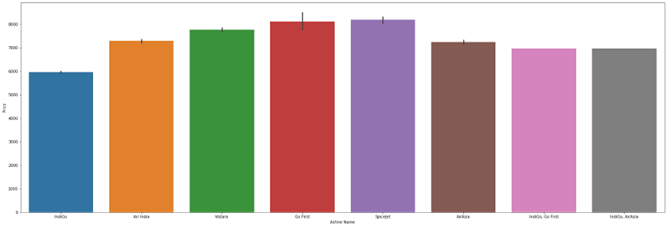 8000
7000
6000
5000
4000
3000
2000
1000
0
Price
IndiGo
Air India
Vistara
Go First
SpiceJet
AirAsia
IndiGo, Go First
IndiGo, AirAsia
Airline Name